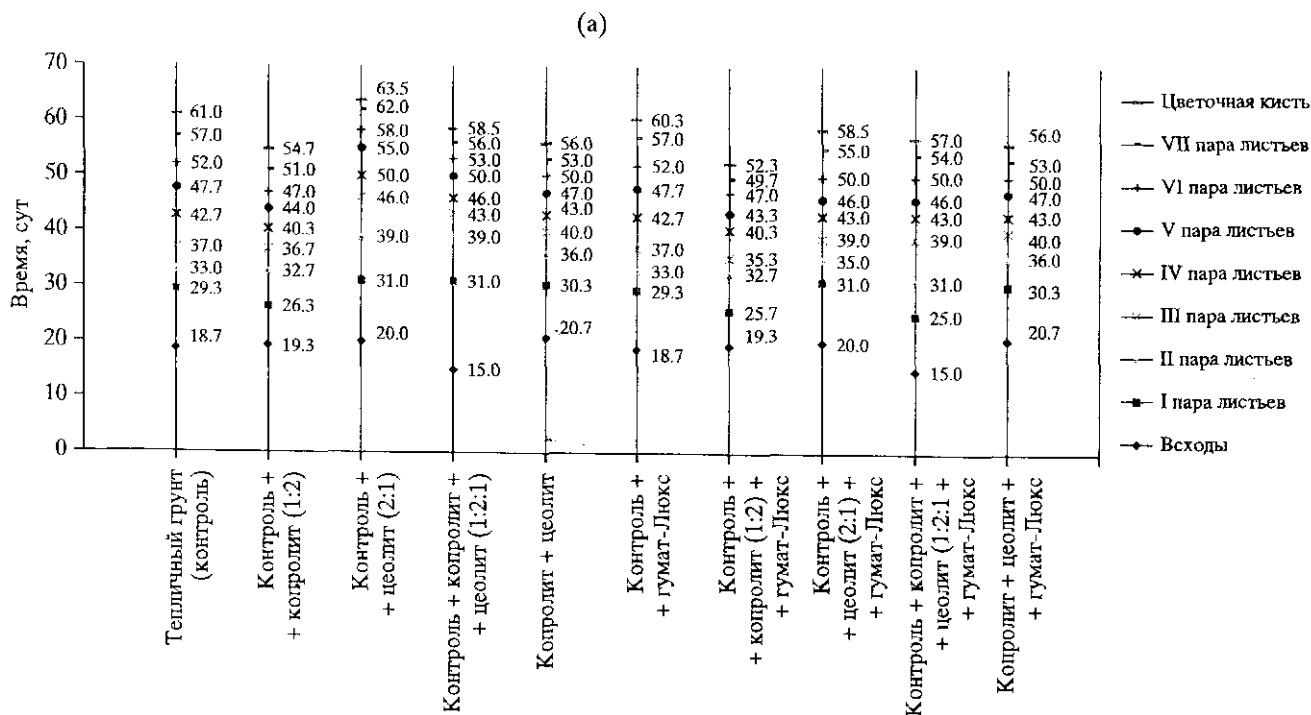 (а)
Время, сут
70
60
50
40
30
20
10
0
61.0
57.0
52.0
47.7
42.7
37.0
33.0
29.3
18.7
54.7
51.0
47.0
44.0
40.3
36.7
32.7
26.3
19.3
63.5
62.0
58.0
55.0
50.0
46.0
39.0
31.0
20.0
58.5
56.0
53.0
50.0
46.0
43.0
39.0
31.0
15.0
56.0
53.0
50.0
47.0
43.0
40.0
36.0
30.3
20.7
60.3
57.0
52.0
47.7
42.7
37.0
33.0
29.3
18.7
52.3
49.7
47.0
43.3
40.3
35.3
32.7
25.7
19.3
58.5
55.0
50.0
46.0
43.0
39.0
35.0
31.0
20.0
57.0
54.0
50.0
46.0
43.0
39.0
31.0
25.0
15.0
56.0
53.0
50.0
47.0
43.0
40.0
36.0
30.3
20.7
Тепличный грунт
(контроль)
Контроль +
+ копролит (1:2)
Контроль +
+ цеолит (2:1)
Контроль + копролит +
+ цеолит (1:2:1)
Копролит + цеолит
Контроль +
+ гумат-Люкс
Контроль +
+ копролит (1:2) +
+ гумат-Люкс
Контроль +
+ цеолит (2:1) +
+ гумат-Люкс
Контроль + копролит +
+ цеолит (1:2:1 +
+ гумат-Люкс
Копролит + цеолит +
+ гумат-Люкс
Цветочная кисть
VII пара листьев
VI пара листьев
V пара листьев
IV пара листьев
III пара листьев
II пара листьев
I пара листьев
Всходы